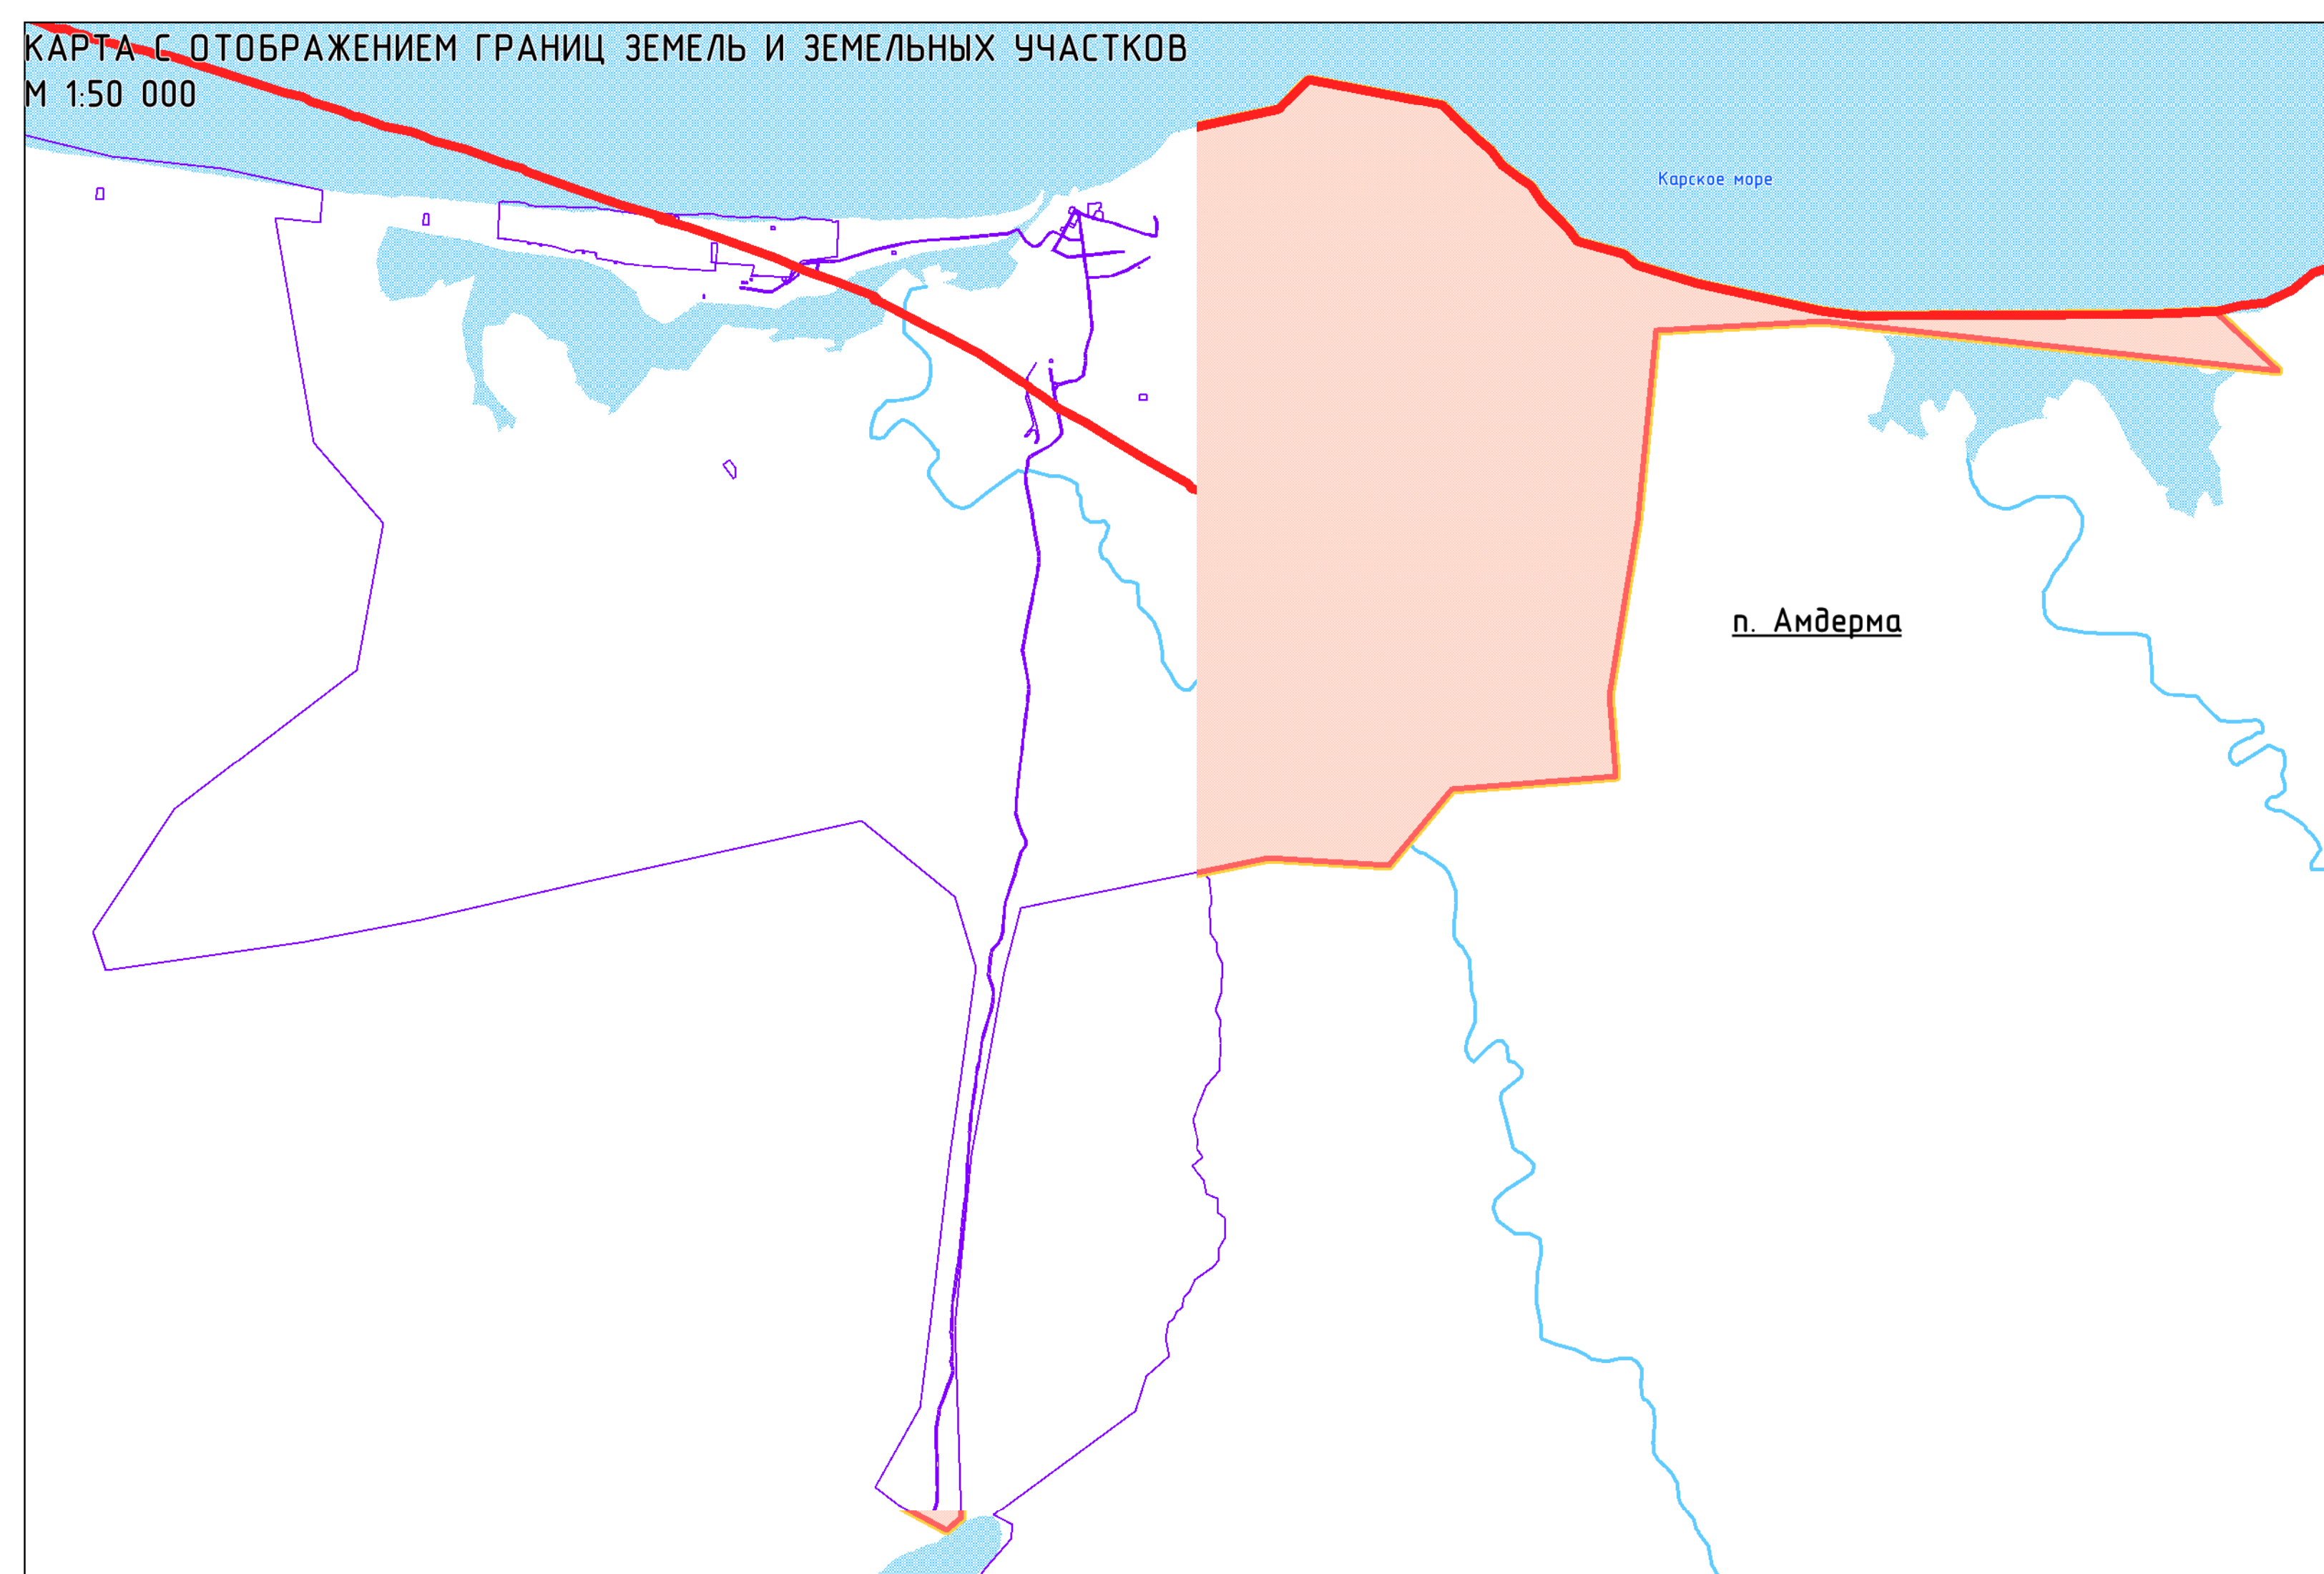 КАРТА С ОТОБРАЖЕНИЕМ ГРАНИЦ ЗЕМЕЛЬ И ЗЕМЕЛЬНЫХ УЧАСТКОВ
М 1:50 000
Карское море
п. Амдерма